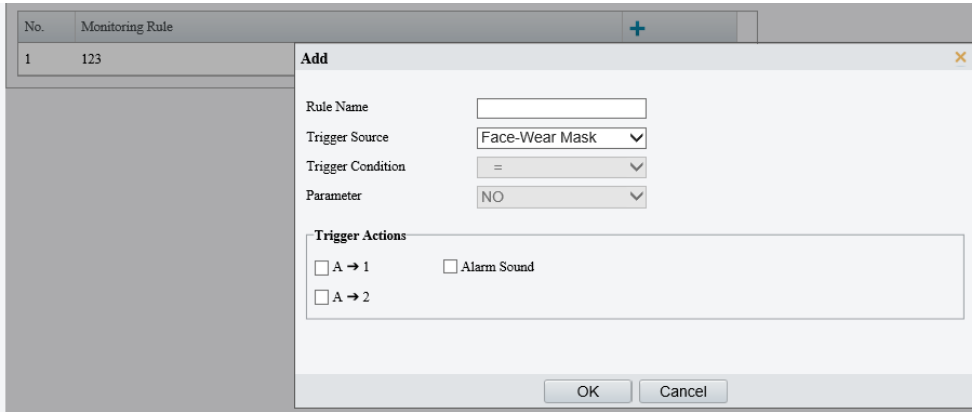 No. Monitoring Rule +
1 123
Add ×
Rule Name
Trigger Source Face-Wear Mask
Trigger Condition =
Parameter NO
Trigger Actions
A ➔ 1 Alarm Sound
A ➔ 2
OK Cancel